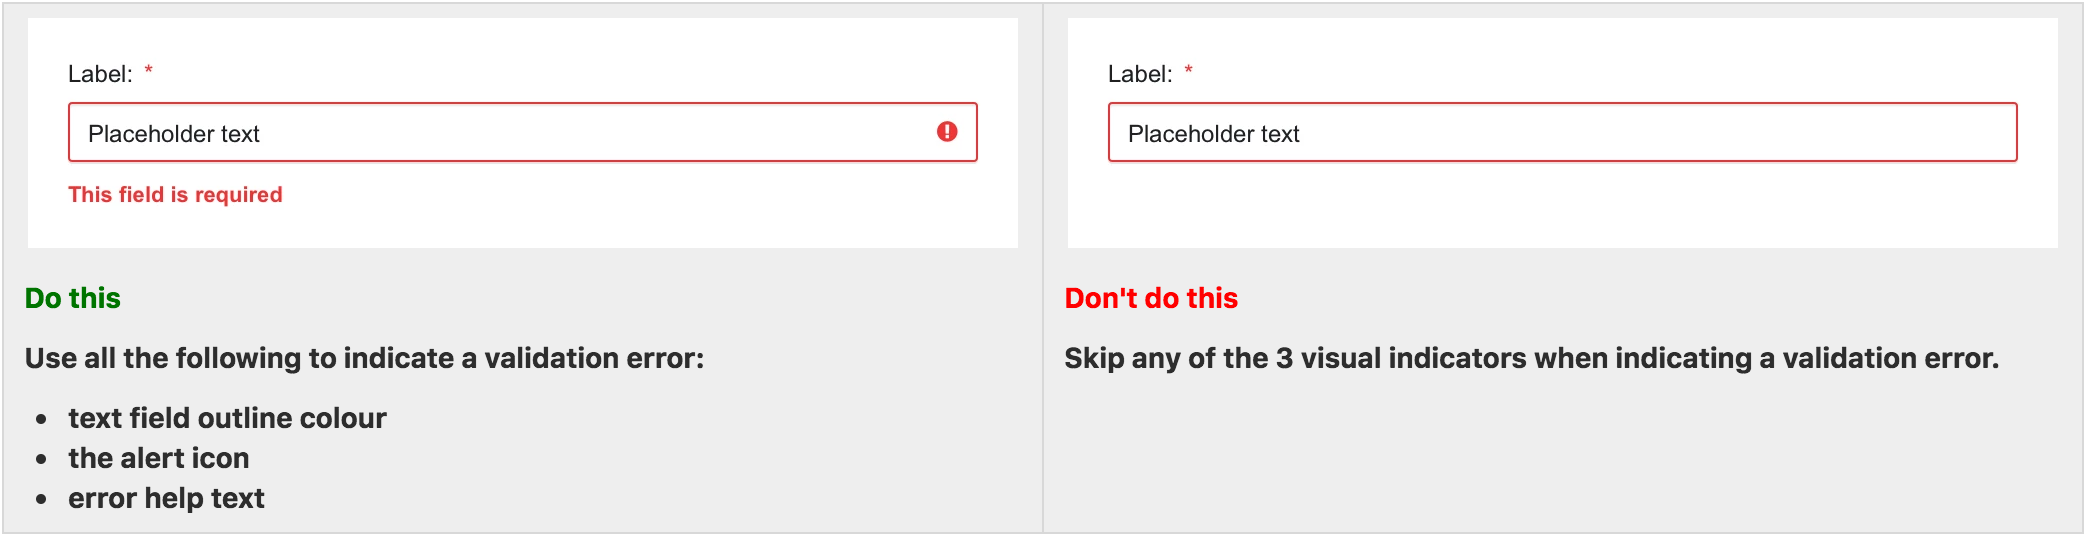 Label: *
Placeholder text
This field is required
Do this
Use all the following to indicate a validation error:
• text field outline colour
• the alert icon
• error help text
Label: *
Placeholder text
Don't do this
Skip any of the 3 visual indicators when indicating a validation error.